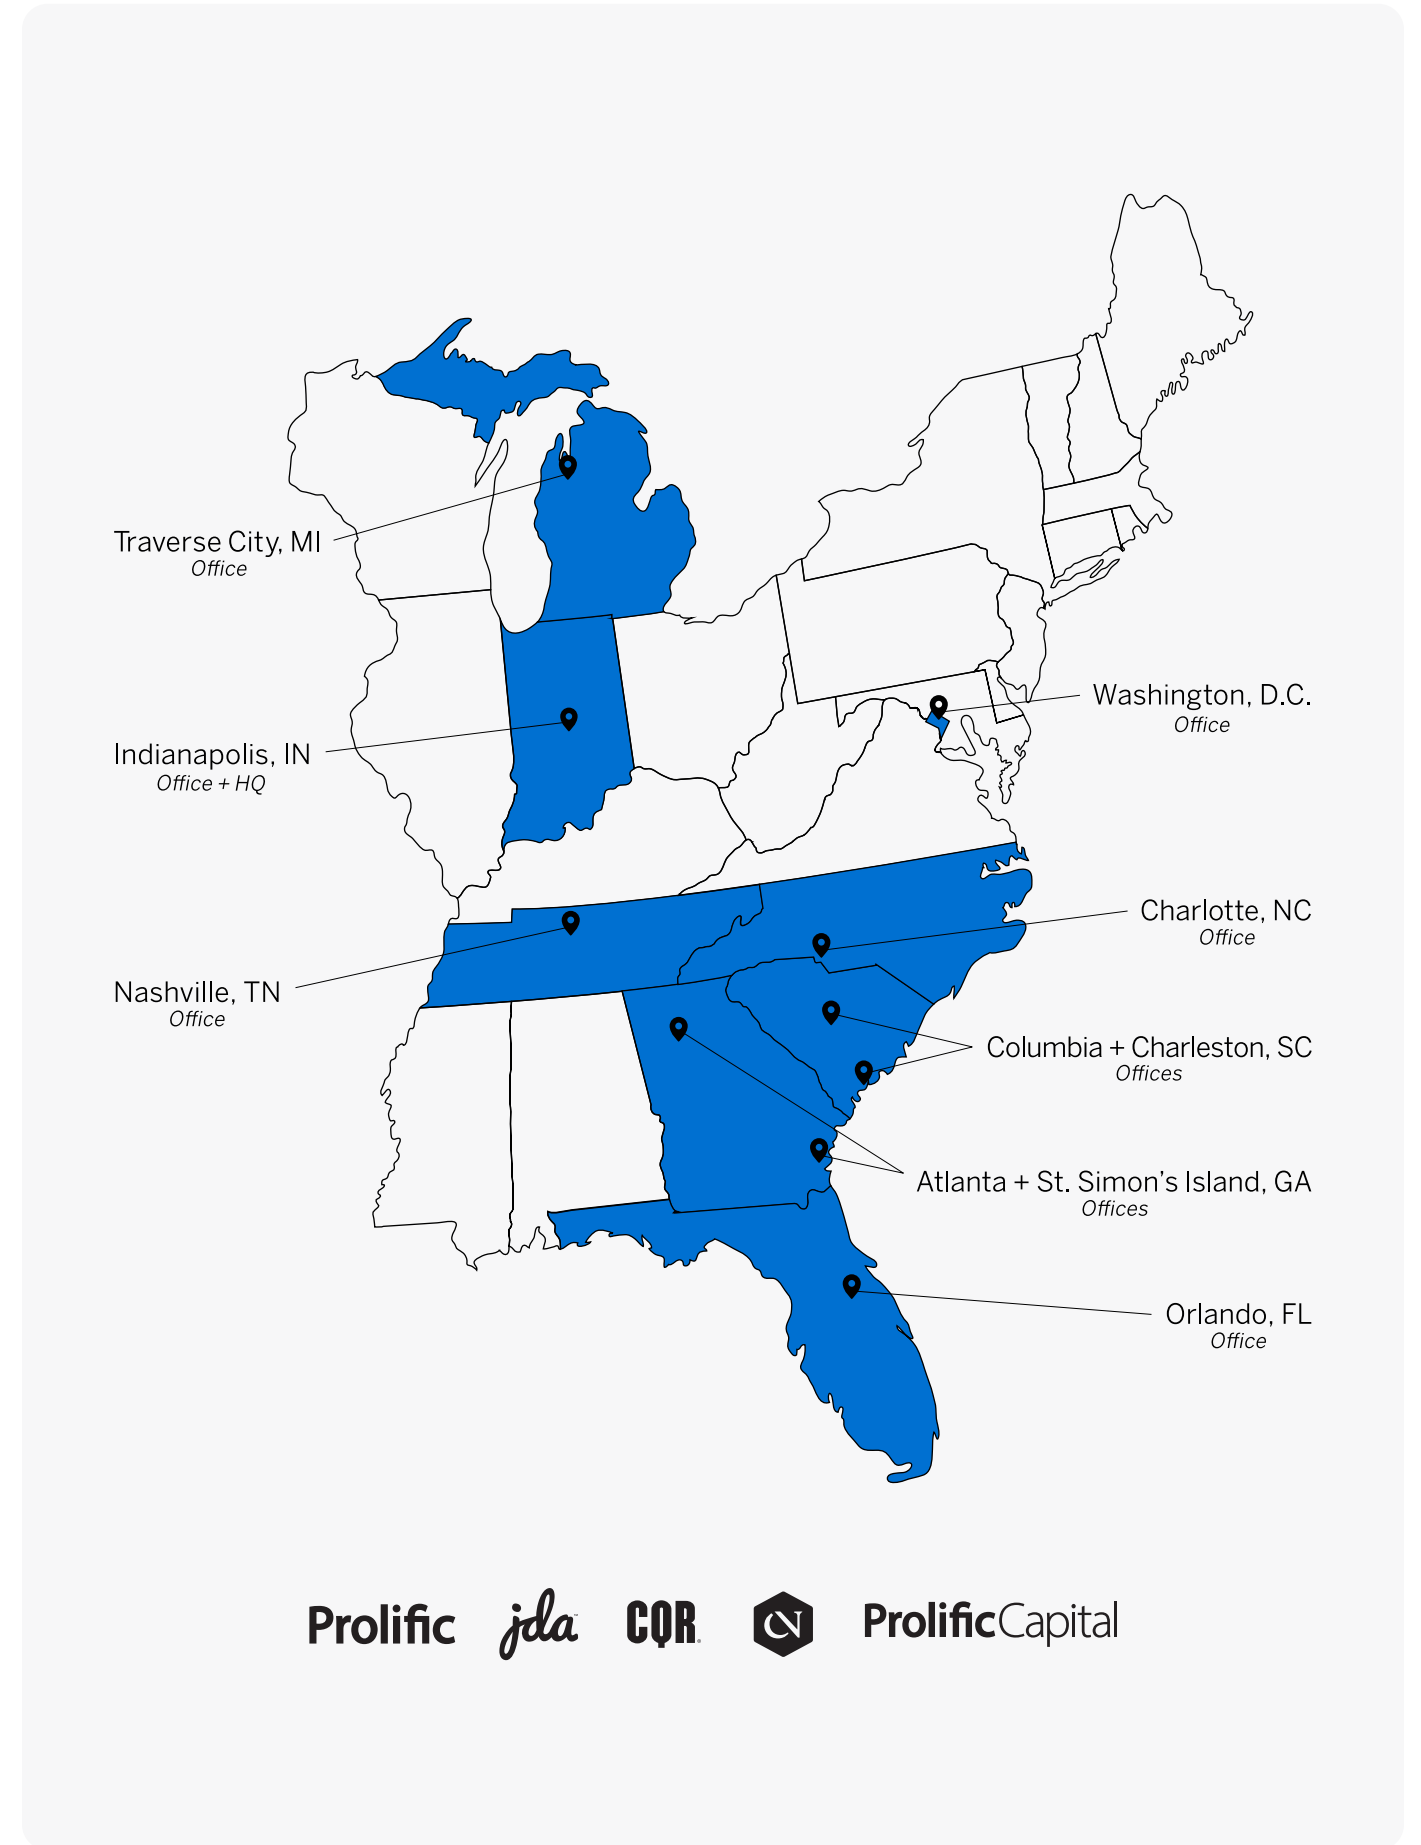 Traverse City, MI
Office
Indianapolis, IN
Office + HQ
Nashville, TN
Office
Washington, D.C.
Office
Charlotte, NC
Office
Columbia + Charleston, SC
Offices
Atlanta + St. Simon’s Island, GA
Offices
Orlando, FL
Office
Prolific jda CQR CN ProlificCapital